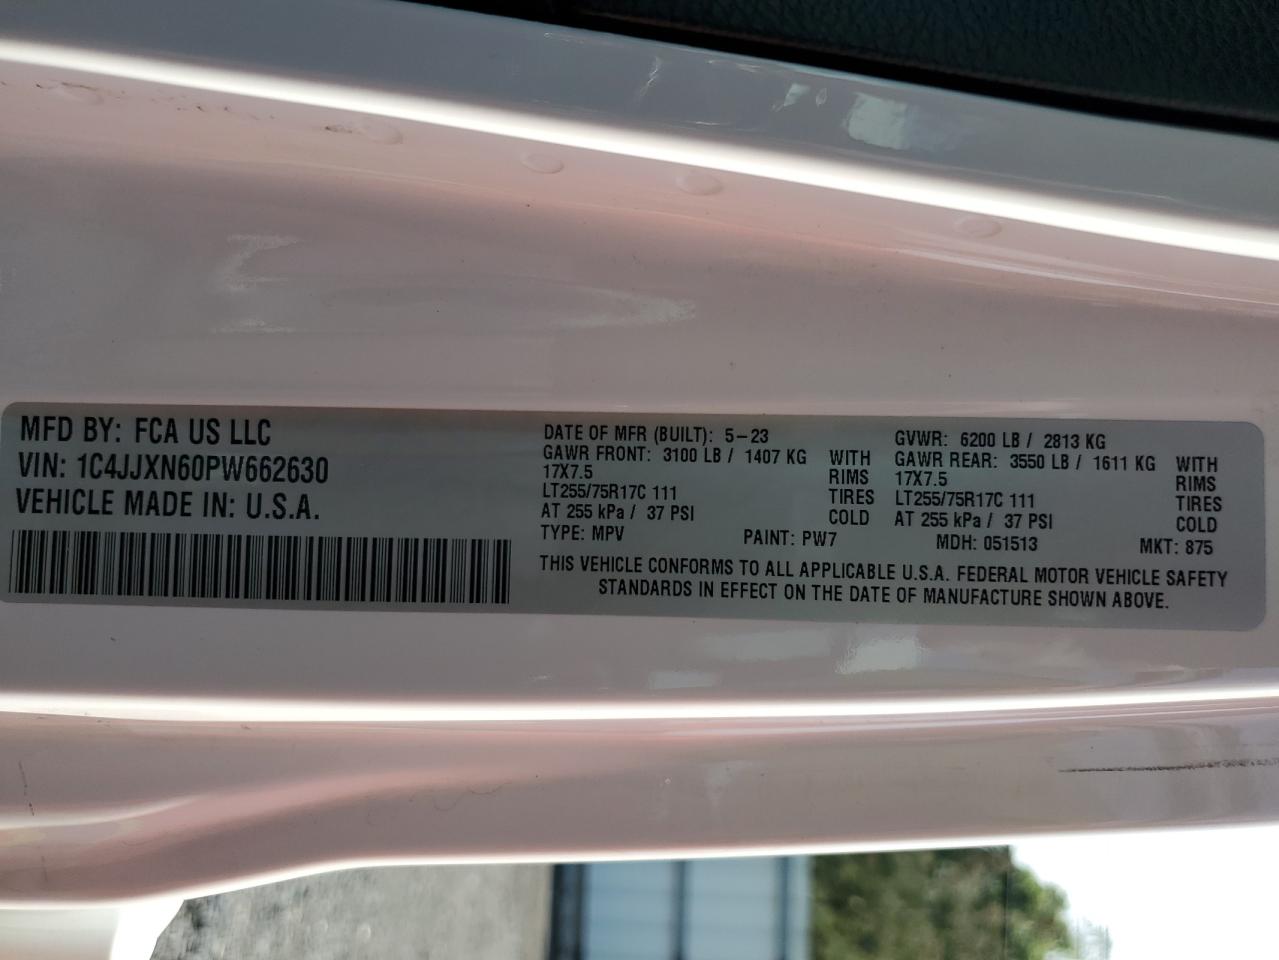 MFD BY: FCA US LLC
VIN: 1C4JJXN60PW662630
VEHICLE MADE IN: U.S.A.
DATE OF MFR (BUILT): 5-23
GAWR FRONT: 3100 LB / 1407 KG WITH
17X7.5 RIMS
LT255/75R17C 111 TIRES
AT 255 kPa / 37 PSI COLD
GVWR: 6200 LB / 2813 KG
GAWR REAR: 3550 LB / 1611 KG WITH
17X7.5 RIMS
LT255/75R17C 111 TIRES
AT 255 kPa / 37 PSI COLD
TYPE: MPV PAINT: PW7 MDH: 051513 MKT: 875
THIS VEHICLE CONFORMS TO ALL APPLICABLE U.S.A. FEDERAL MOTOR VEHICLE SAFETY
STANDARDS IN EFFECT ON THE DATE OF MANUFACTURE SHOWN ABOVE.